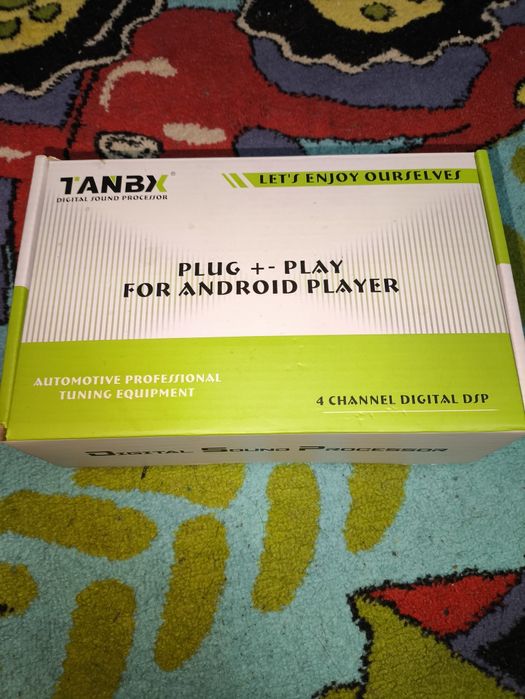 TANBX®
DIGITAL SOUND PROCESSOR
LET'S ENJOY OURSELVES
PLUG +- PLAY
FOR ANDROID PLAYER
AUTOMOTIVE PROFESSIONAL
TUNING EQUIPMENT
4 CHANNEL DIGITAL DSP
DIGITAL SOUND PROCESSOR